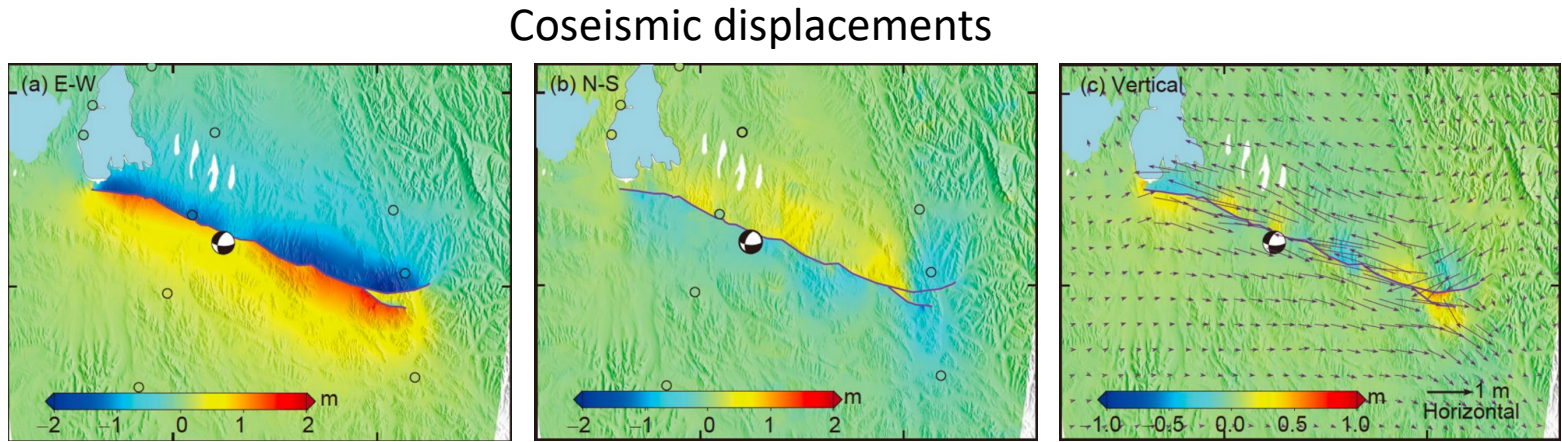 Coseismic displacements
(a) E-W
−2 −1 0 1 2 m
(b) N-S
−2 −1 0 1 2 m
(c) Vertical
−1.0 −0.5 0.0 0.5 1.0 m
1 m
Horizontal